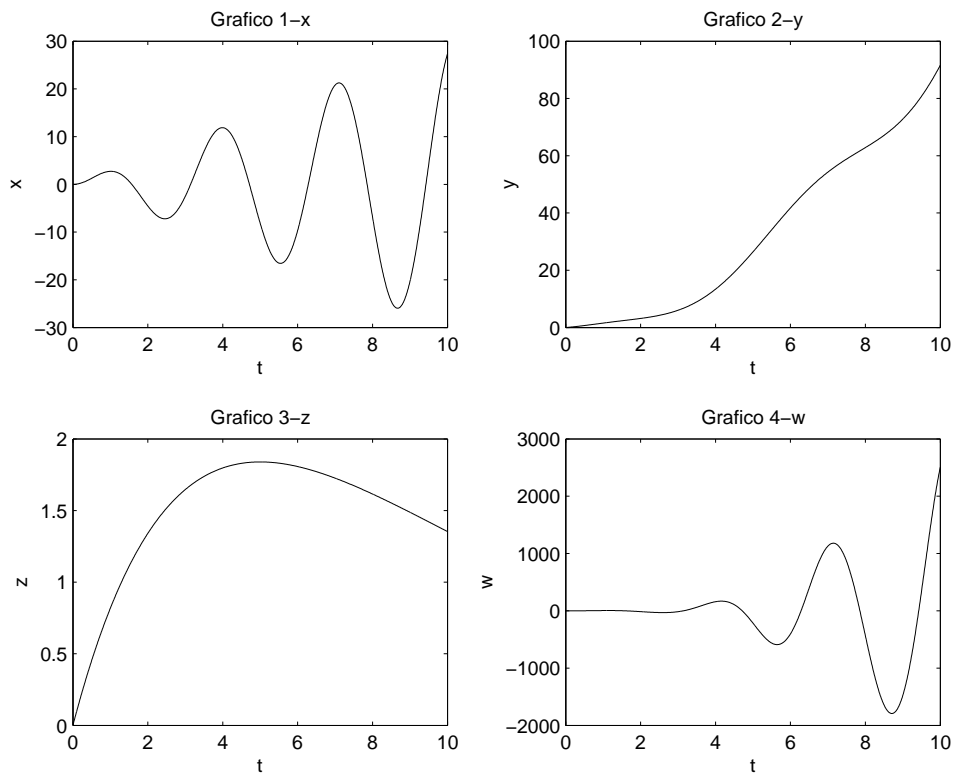 Grafico 1−x
30
20
10
0
−10
−20
−30
x
0 2 4 6 8 10
t
Grafico 2−y
100
80
60
40
20
0
y
0 2 4 6 8 10
t
Grafico 3−z
2
1.5
1
0.5
0
z
0 2 4 6 8 10
t
Grafico 4−w
3000
2000
1000
0
−1000
−2000
w
0 2 4 6 8 10
t